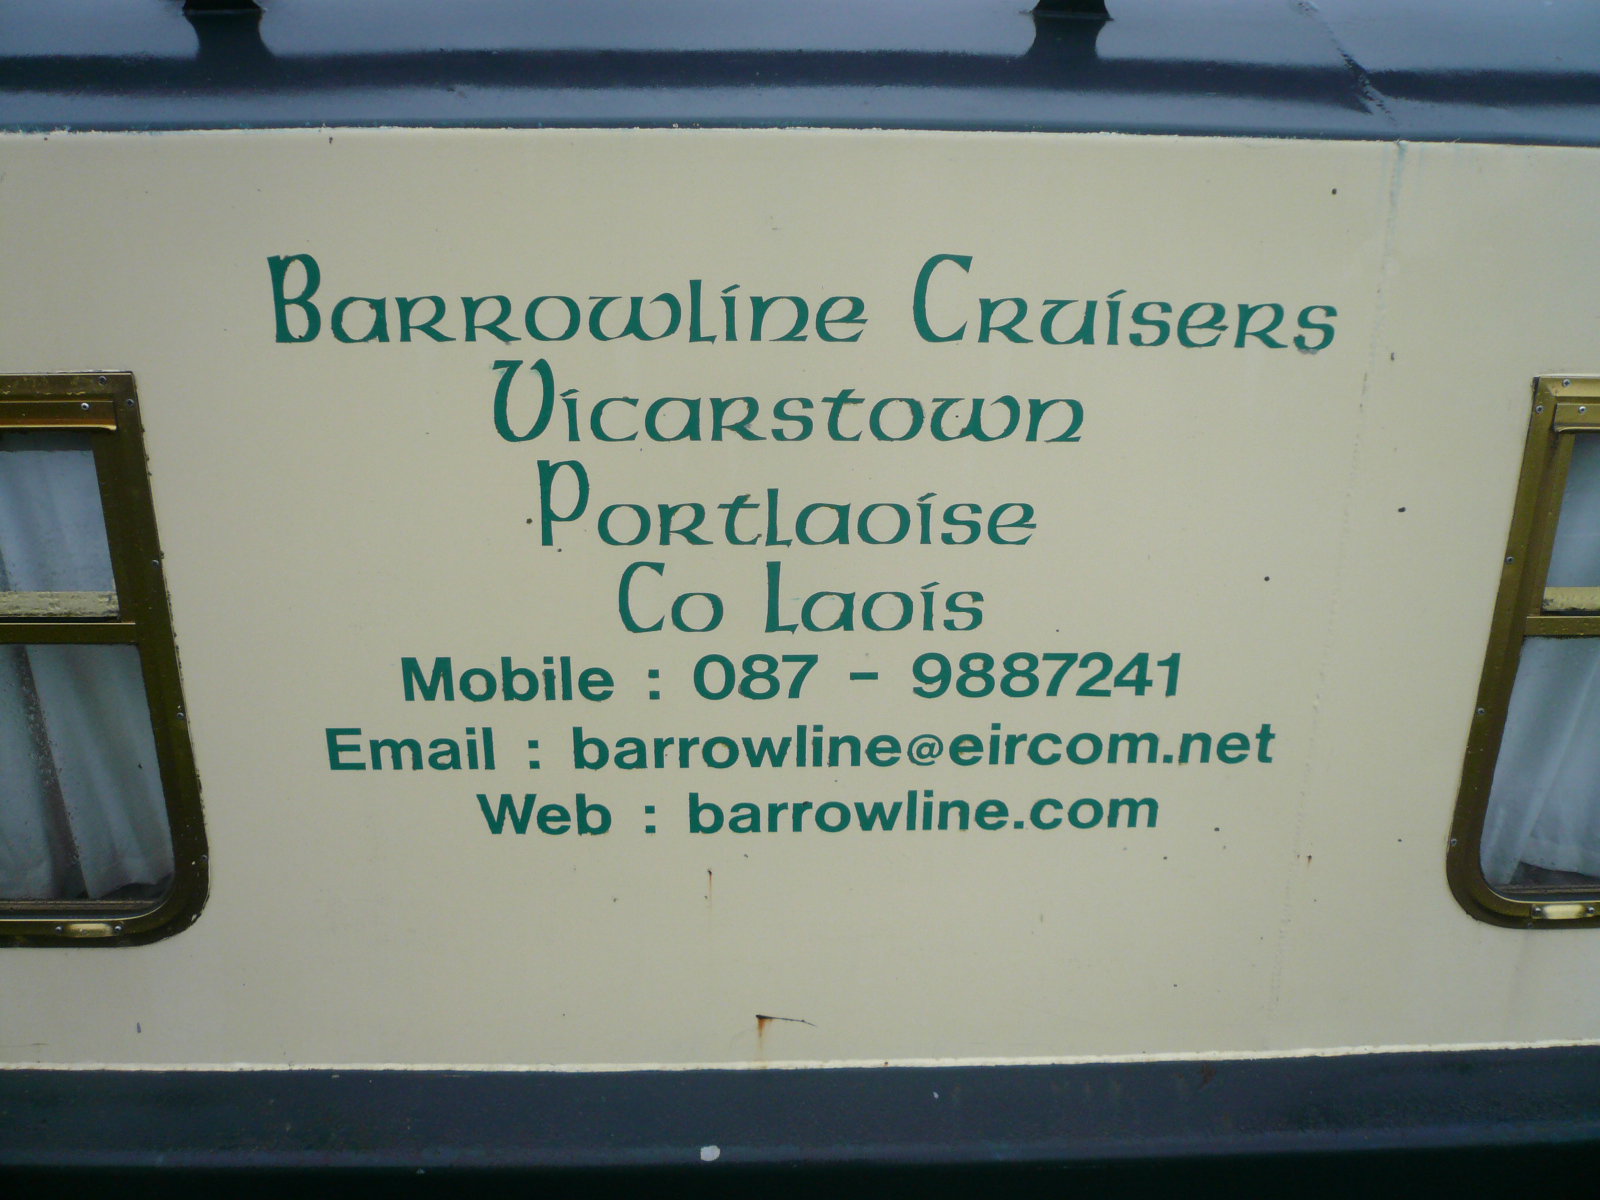 Barrowline Cruisers
Vicarstown
Portlaoise
Co Laois
Mobile : 087 - 9887241
Email : barrowline@eircom.net
Web : barrowline.com